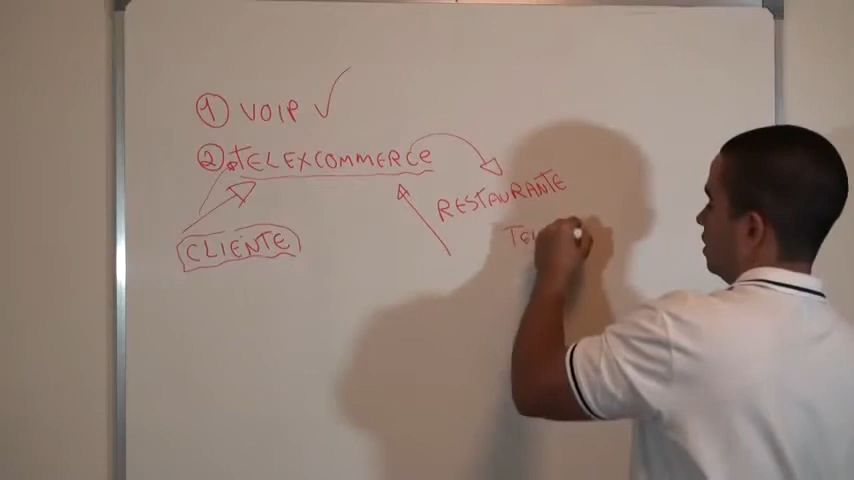 1 VOIP ✓
2 .TELEXCOMMERCE
RESTAURANTE
CLIENTE